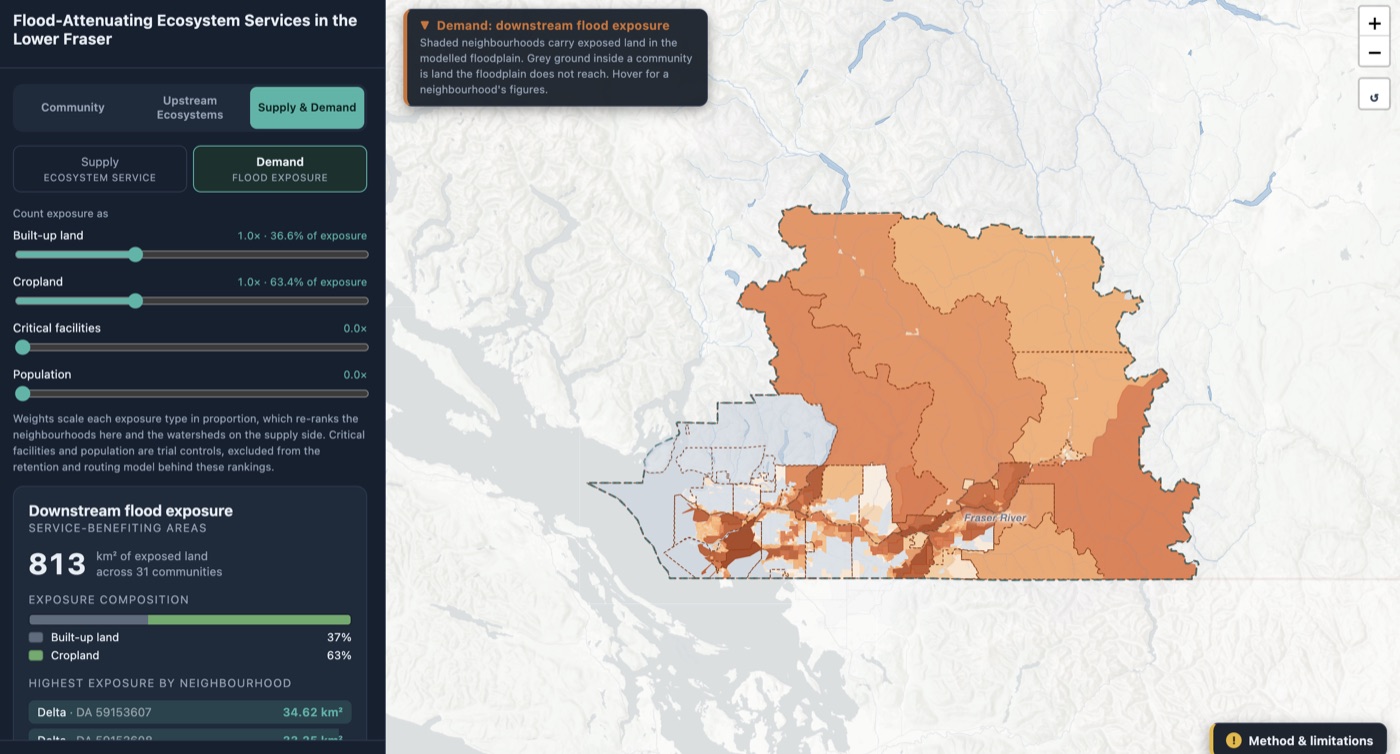 Flood-Attenuating Ecosystem Services in the
Lower Fraser
Community
Upstream
Ecosystems
Supply & Demand
Supply
ECOSYSTEM SERVICE
Demand
FLOOD EXPOSURE
Count exposure as
Built-up land
1.0× · 36.6% of exposure
Cropland
1.0× · 63.4% of exposure
Critical facilities
0.0×
Population
0.0×
Weights scale each exposure type in proportion, which re-ranks the
neighbourhoods here and the watersheds on the supply side. Critical
facilities and population are trial controls, excluded from the
retention and routing model behind these rankings.
Downstream flood exposure
SERVICE-BENEFITING AREAS
813
km² of exposed land
across 31 communities
EXPOSURE COMPOSITION
Built-up land
37%
Cropland
63%
HIGHEST EXPOSURE BY NEIGHBOURHOOD
Delta · DA 59153607
34.62 km²
▼ Demand: downstream flood exposure
Shaded neighbourhoods carry exposed land in the
modelled floodplain. Grey ground inside a community
is land the floodplain does not reach. Hover for a
neighbourhood's figures.
+
−
↺
Fraser River
! Method & limitations